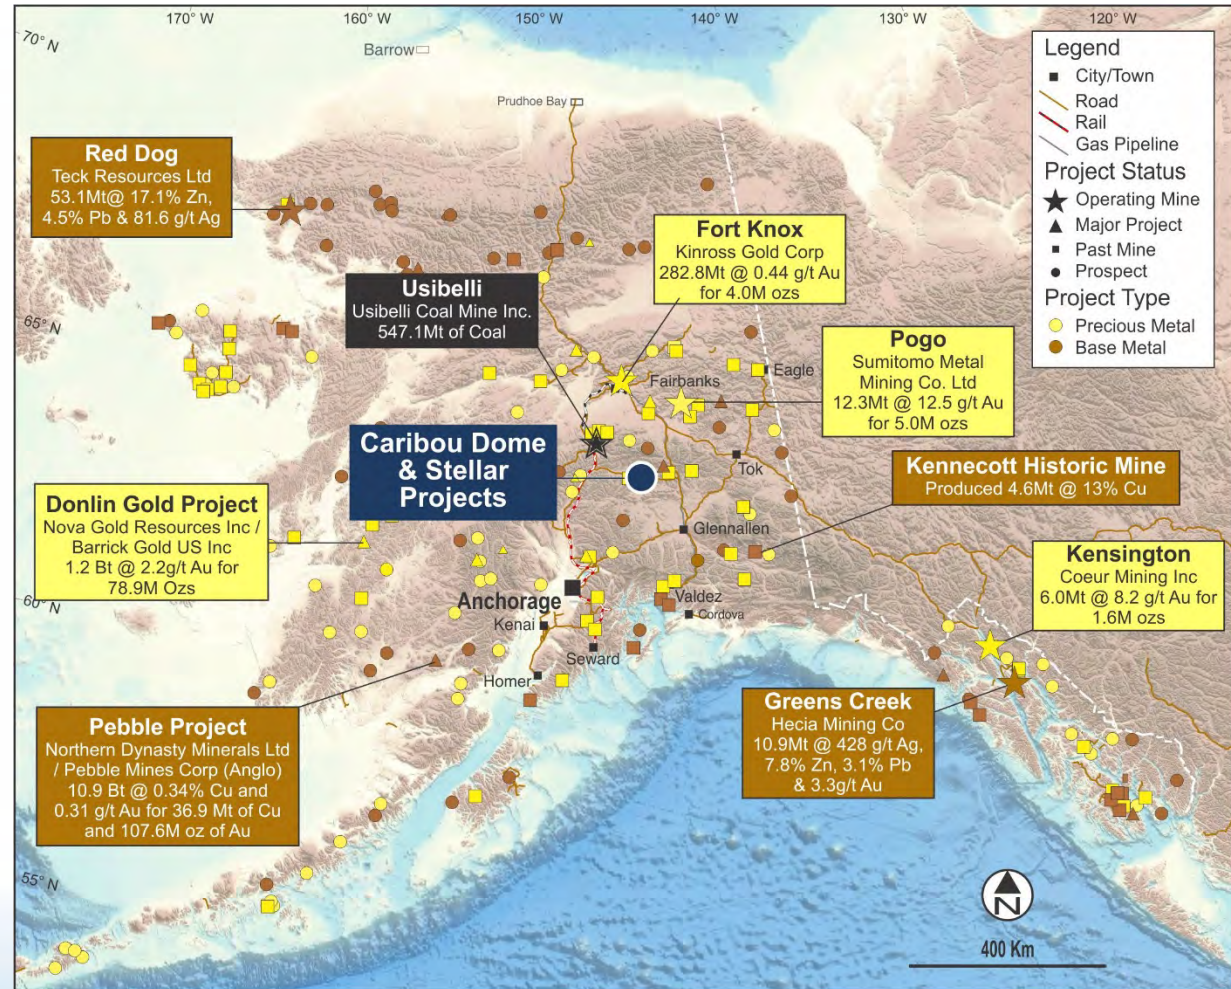 170° W
160° W
150° W
140° W
130° W
120° W
70° N
65° N
60° N
55° N
Barrow
Prudhoe Bay
Legend
City/Town
Road
Rail
Gas Pipeline
Project Status
Operating Mine
Major Project
Past Mine
Prospect
Project Type
Precious Metal
Base Metal
Red Dog
Teck Resources Ltd
53.1Mt@ 17.1% Zn,
4.5% Pb & 81.6 g/t Ag
Fort Knox
Kinross Gold Corp
282.8Mt @ 0.44 g/t Au
for 4.0M ozs
Usibelli
Usibelli Coal Mine Inc.
547.1Mt of Coal
Pogo
Sumitomo Metal
Mining Co. Ltd
12.3Mt @ 12.5 g/t Au
for 5.0M ozs
Fairbanks
Eagle
Caribou Dome
& Stellar
Projects
Tok
Kennecott Historic Mine
Produced 4.6Mt @ 13% Cu
Donlin Gold Project
Nova Gold Resources Inc /
Barrick Gold US Inc
1.2 Bt @ 2.2g/t Au for
78.9M Ozs
Glennallen
Kensington
Coeur Mining Inc
6.0Mt @ 8.2 g/t Au for
1.6M ozs
Anchorage
Valdez
Cordova
Kenai
Seward
Homer
Greens Creek
Hecia Mining Co
10.9Mt @ 428 g/t Ag,
7.8% Zn, 3.1% Pb
& 3.3g/t Au
Pebble Project
Northern Dynasty Minerals Ltd
/ Pebble Mines Corp (Anglo)
10.9 Bt @ 0.34% Cu and
0.31 g/t Au for 36.9 Mt of Cu
and 107.6M oz of Au
N
400 Km